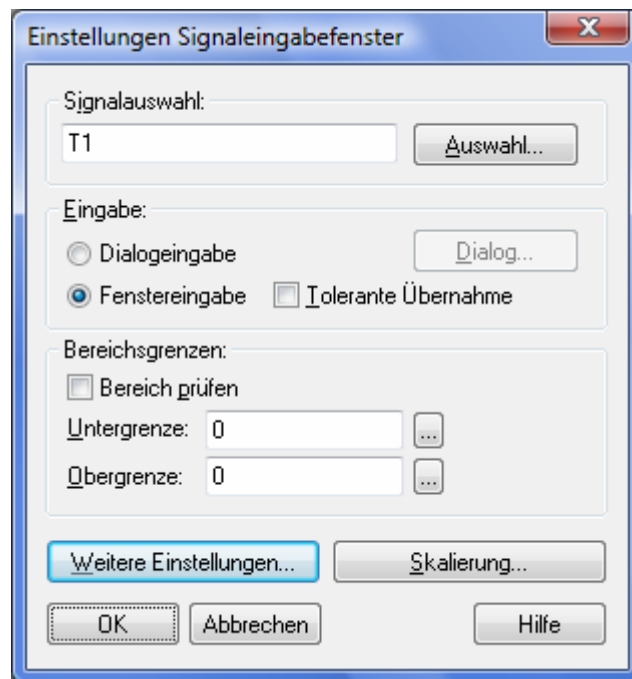 Einstellungen Signaleingabefenster
Signalauswahl:
T1 Auswahl...
Eingabe:
Dialogeingabe Dialog...
Fenstereingabe Tolerante Übernahme
Bereichsgrenzen:
Bereich prüfen
Untergrenze: 0 ...
Obergrenze: 0 ...
Weitere Einstellungen... Skalierung...
OK Abbrechen Hilfe